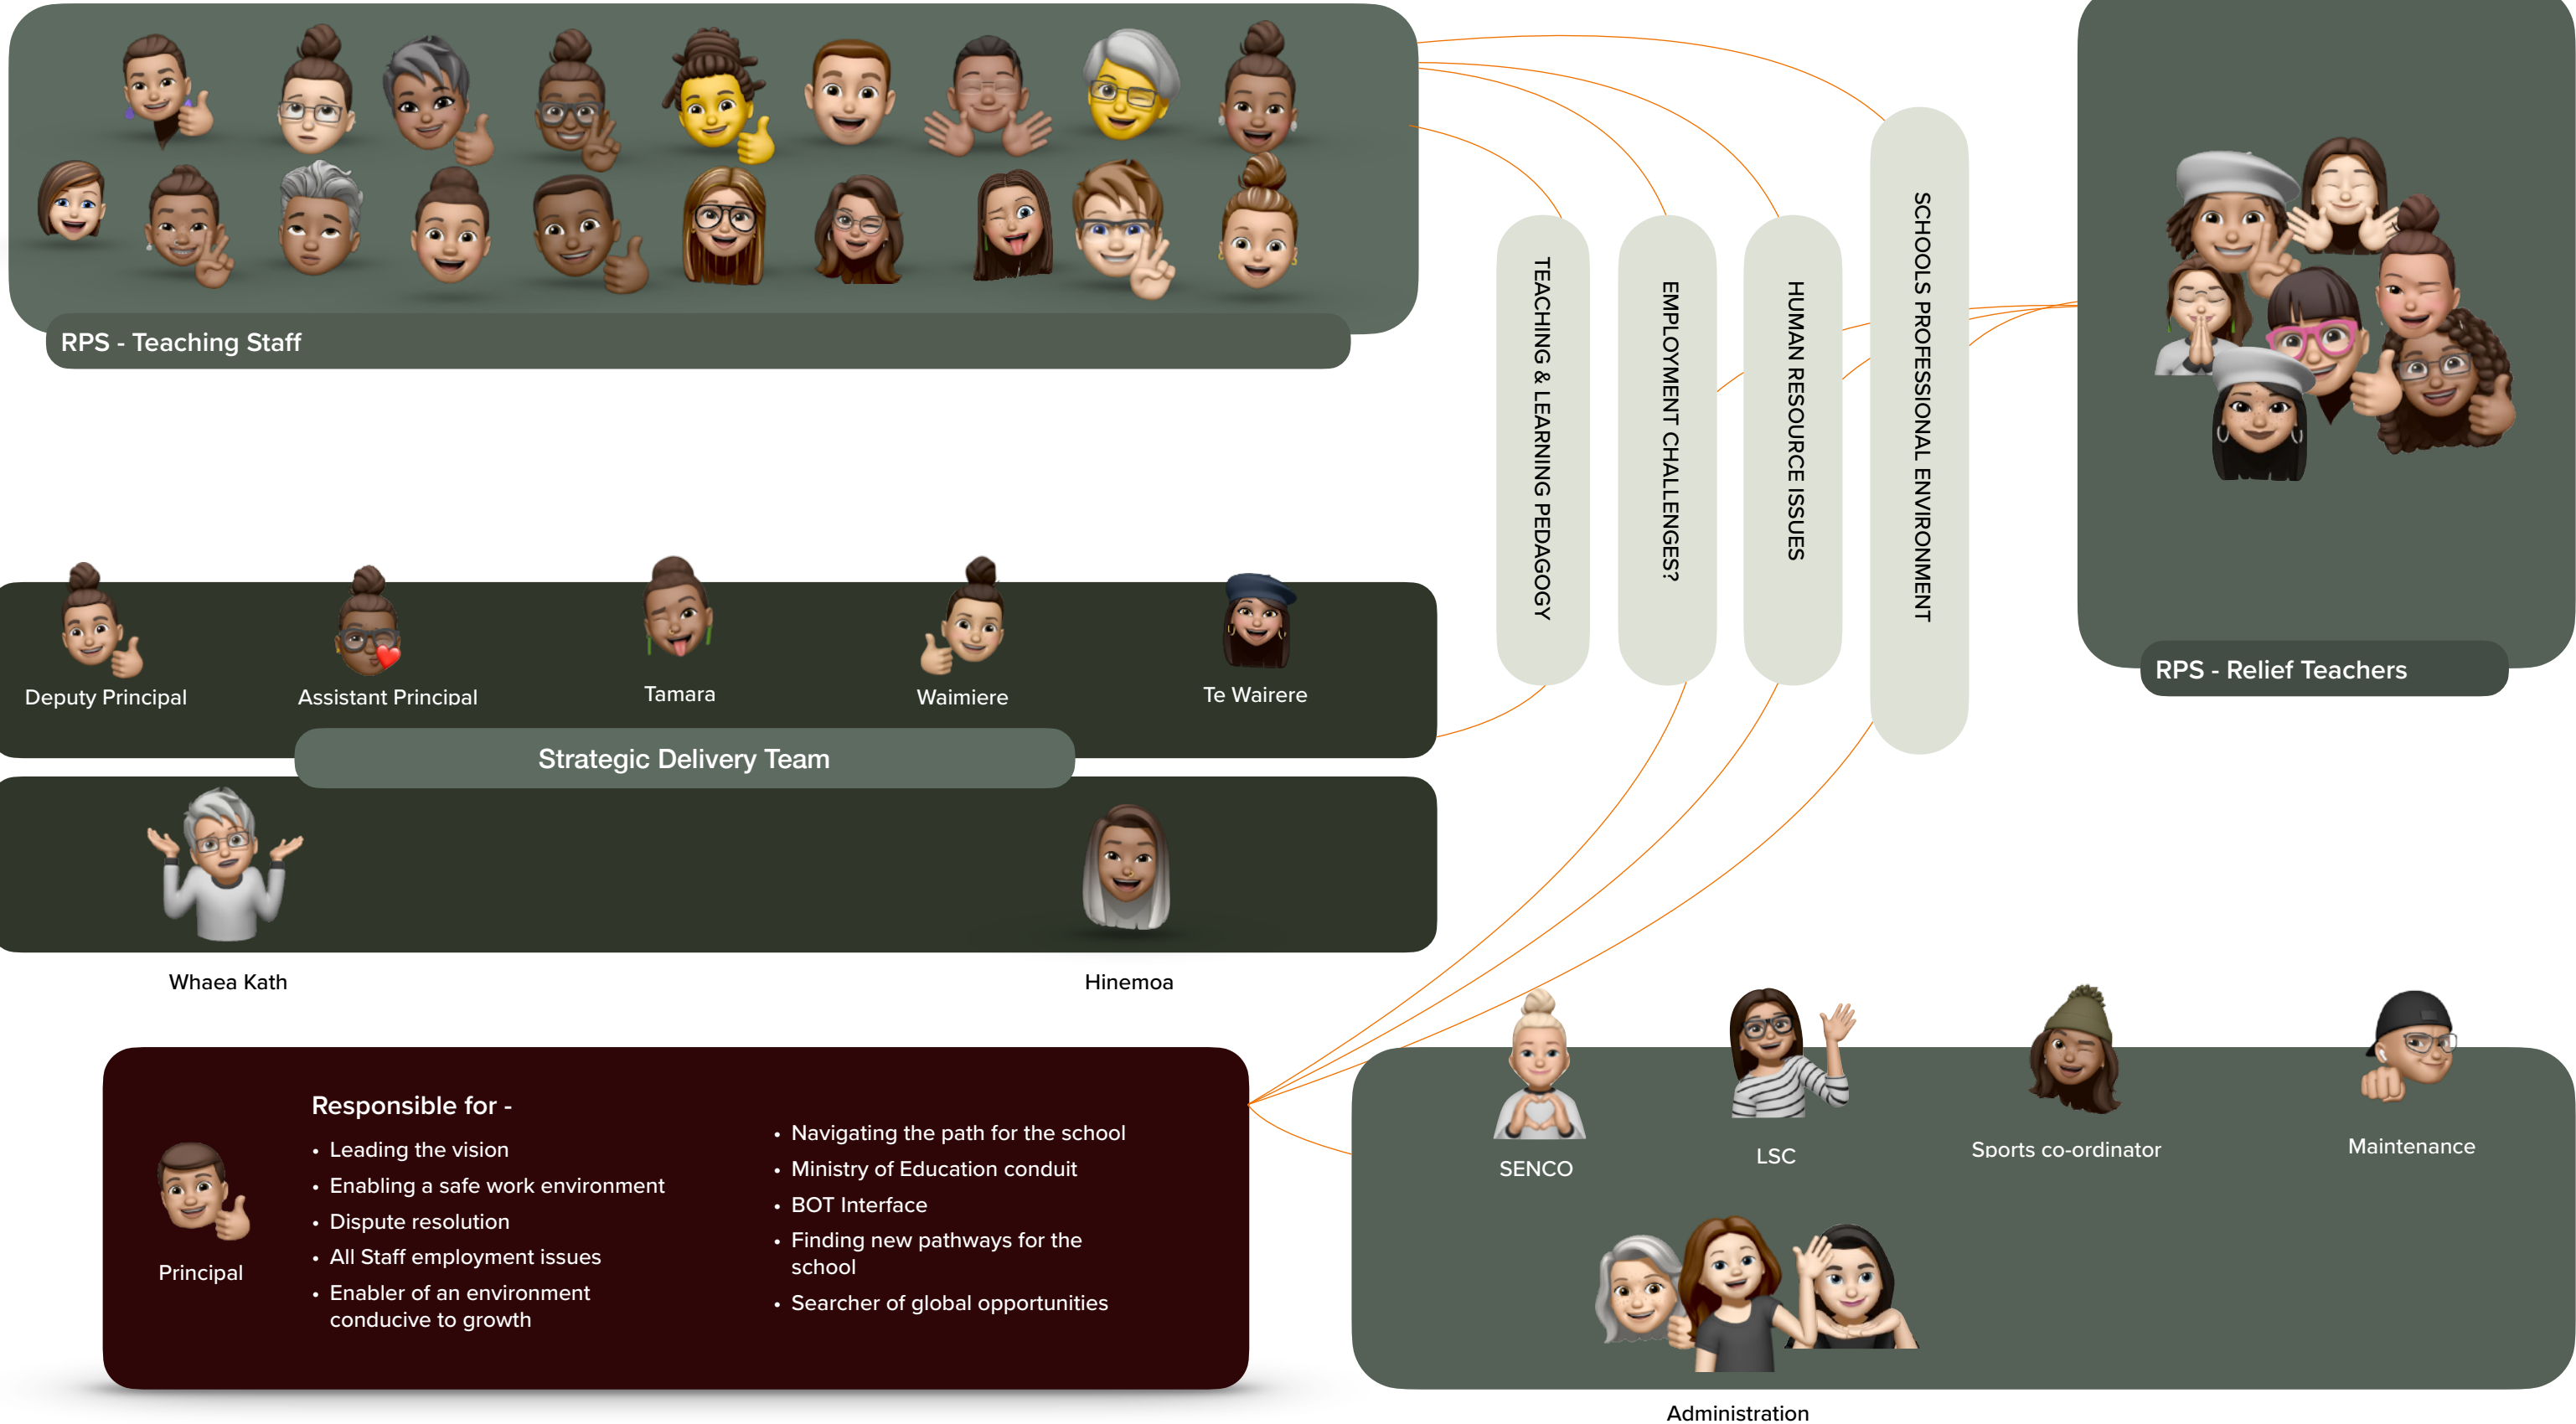 RPS - Teaching Staff
TEACHING & LEARNING PEDAGOGY
EMPLOYMENT CHALLENGES?
HUMAN RESOURCE ISSUES
SCHOOLS PROFESSIONAL ENVIRONMENT
RPS - Relief Teachers
Deputy Principal
Assistant Principal
Tamara
Waimiere
Te Wairere
Strategic Delivery Team
Whaea Kath
Hinemoa
Principal
Responsible for -
• Leading the vision
• Enabling a safe work environment
• Dispute resolution
• All Staff employment issues
• Enabler of an environment
conducive to growth
• Navigating the path for the school
• Ministry of Education conduit
• BOT Interface
• Finding new pathways for the
school
• Searcher of global opportunities
SENCO
LSC
Sports co-ordinator
Maintenance
Administration